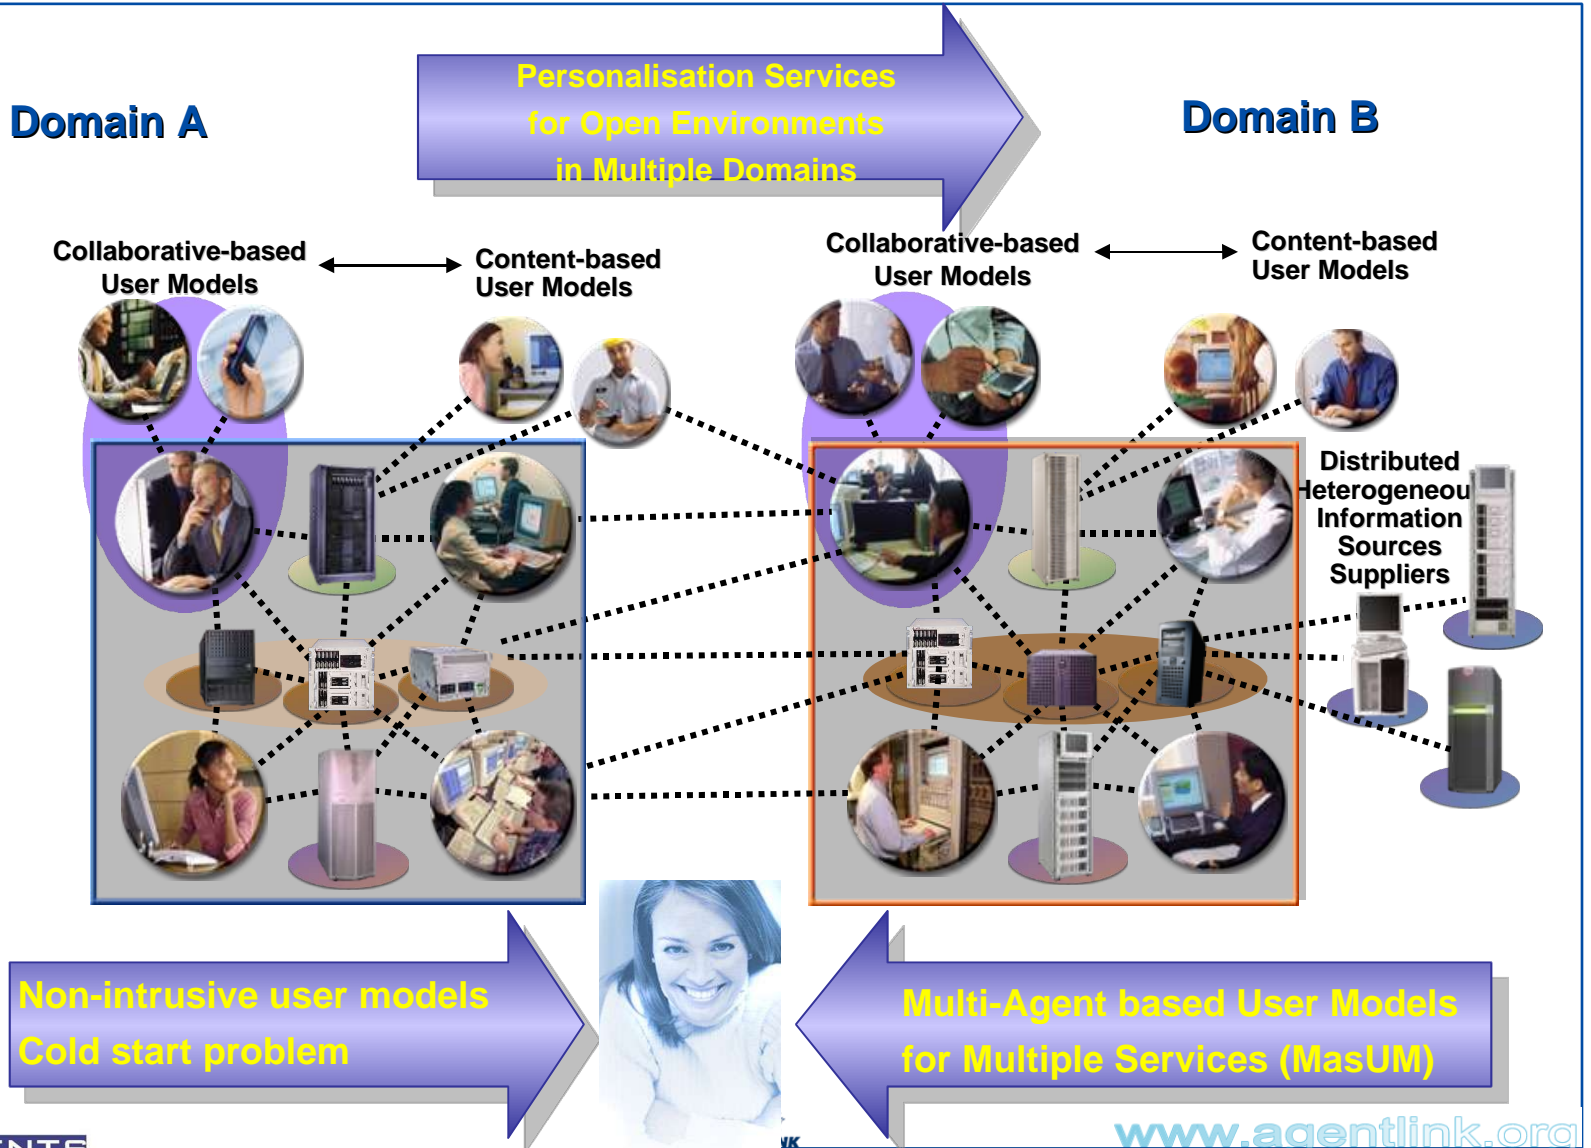 Personalisation Services
for Open Environments
in Multiple Domains
Domain A
Domain B
Collaborative-based
User Models
Content-based
User Models
Collaborative-based
User Models
Content-based
User Models
Distributed
Heterogeneou
Information
Sources
Suppliers
Non-intrusive user models
Cold start problem
Multi-Agent based User Models
for Multiple Services (MasUM)
www.agentlink.org